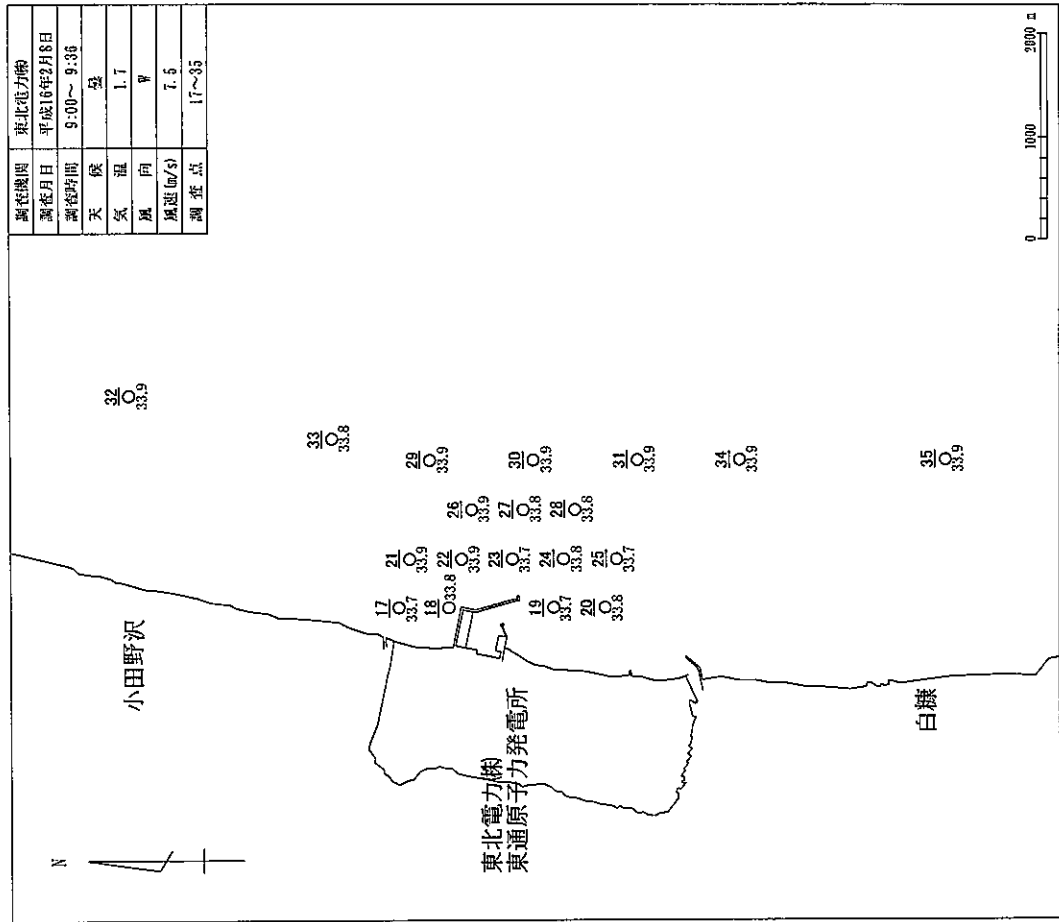 調査機関 東北電力㈱
調査月日 平成16年2月8日
調査時間 9:00～ 9:36
天候 曇
気温 1.7
風向 W
風速(m/s) 7.5
調査点 17～35
N
小田野沢
東北電力㈱
東通原子力発電所
白糠
32
33.9
33
33.8
29
33.9
30
33.9
31
33.9
34
33.9
35
33.9
26
33.9
27
33.8
28
33.8
21
33.9
22
33.9
23
33.7
24
33.8
25
33.7
17
33.7
18
33.8
19
33.7
20
33.8
0 1000 2000 m